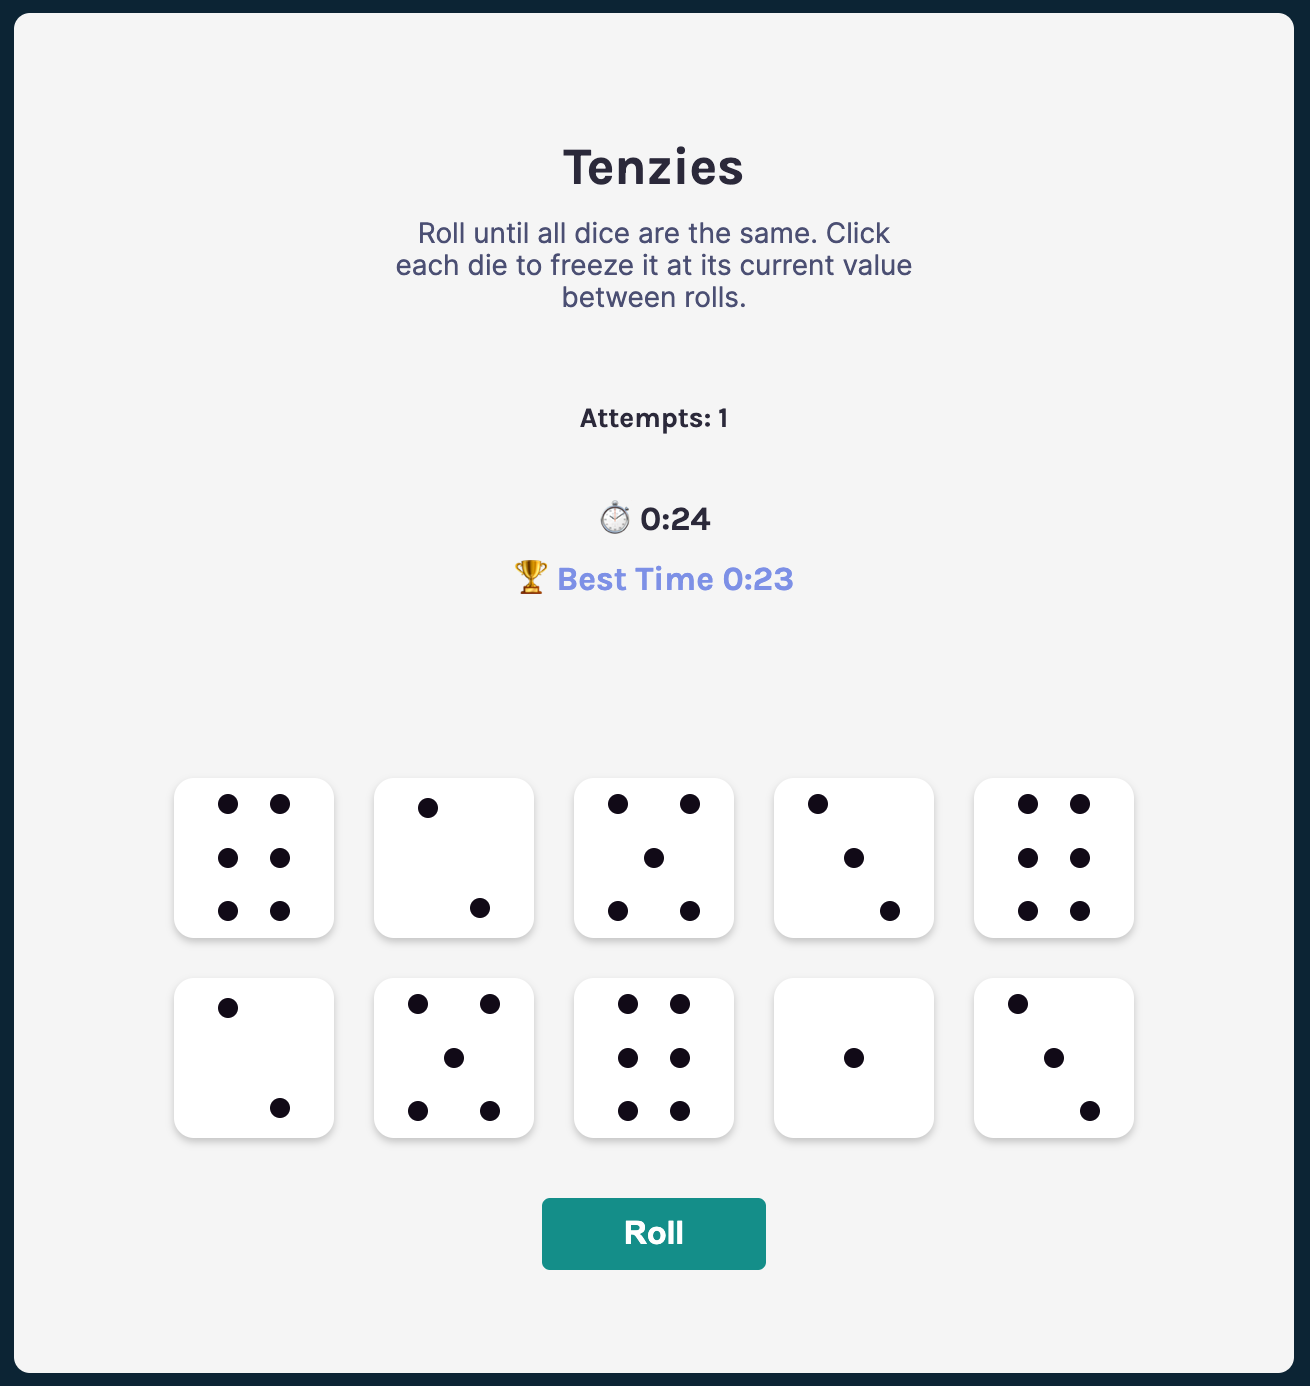 Tenzies
Roll until all dice are the same. Click
each die to freeze it at its current value
between rolls.
Attempts: 1
⏱️ 0:24
🏆 Best Time 0:23
Roll